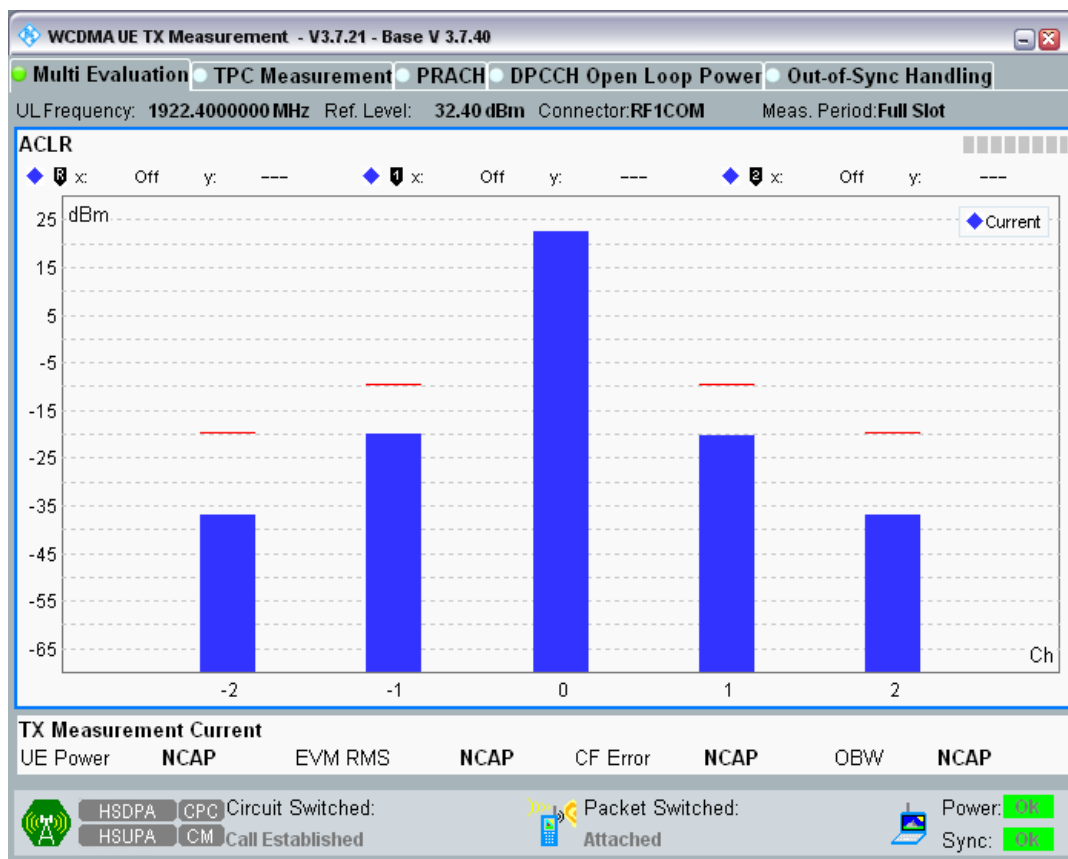 WCDMA UE TX Measurement - V3.7.21 - Base V 3.7.40
Multi Evaluation TPC Measurement PRACH DPCCH Open Loop Power Out-of-Sync Handling
UL Frequency: 1922.4000000 MHz Ref. Level: 32.40 dBm Connector:RF1COM Meas. Period:Full Slot
ACLR
R x: Off y: --- 1 x: Off y: --- 2 x: Off y: ---
25 dBm Current
15
5
-5
-15
-25
-35
-45
-55
-65 Ch
-2 -1 0 1 2
TX Measurement Current
UE Power NCAP EVM RMS NCAP CF Error NCAP OBW NCAP
HSDPA CPC Circuit Switched: Packet Switched: Power: Ok
HSUPA CM Call Established Attached Sync: Ok